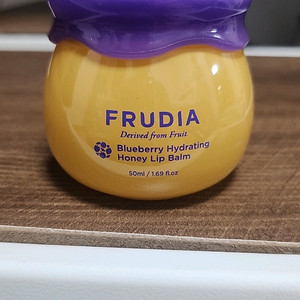 FRUDIA
Derived from Fruit
Blueberry Hydrating
Honey Lip Balm
50ml / 1.69 fl.oz